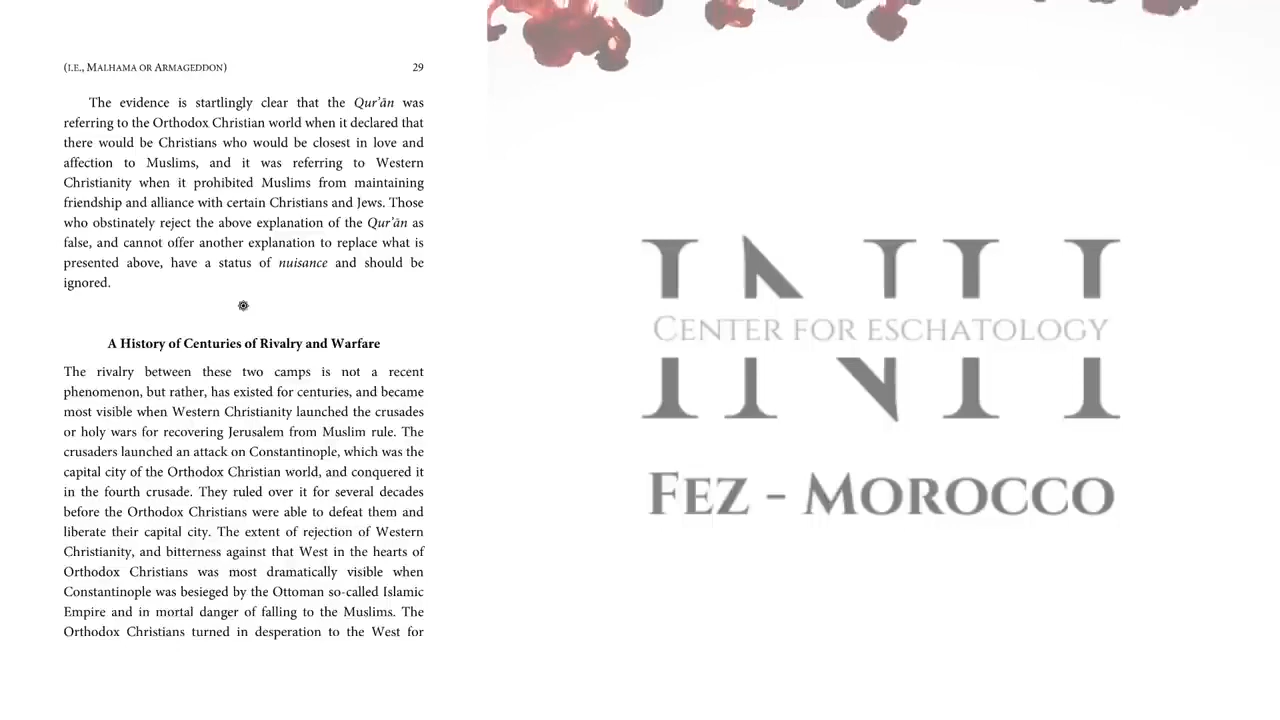 (I.E., MALHAMA OR ARMAGEDDON) 29
The evidence is startlingly clear that the Qur’ān was
referring to the Orthodox Christian world when it declared that
there would be Christians who would be closest in love and
affection to Muslims, and it was referring to Western
Christianity when it prohibited Muslims from maintaining
friendship and alliance with certain Christians and Jews. Those
who obstinately reject the above explanation of the Qur’ān as
false, and cannot offer another explanation to replace what is
presented above, have a status of nuisance and should be
ignored.
A History of Centuries of Rivalry and Warfare
The rivalry between these two camps is not a recent
phenomenon, but rather, has existed for centuries, and became
most visible when Western Christianity launched the crusades
or holy wars for recovering Jerusalem from Muslim rule. The
crusaders launched an attack on Constantinople, which was the
capital city of the Orthodox Christian world, and conquered it
in the fourth crusade. They ruled over it for several decades
before the Orthodox Christians were able to defeat them and
liberate their capital city. The extent of rejection of Western
Christianity, and bitterness against that West in the hearts of
Orthodox Christians was most dramatically visible when
Constantinople was besieged by the Ottoman so-called Islamic
Empire and in mortal danger of falling to the Muslims. The
Orthodox Christians turned in desperation to the West for
INH
CENTER FOR ESCHATOLOGY
FEZ - MOROCCO